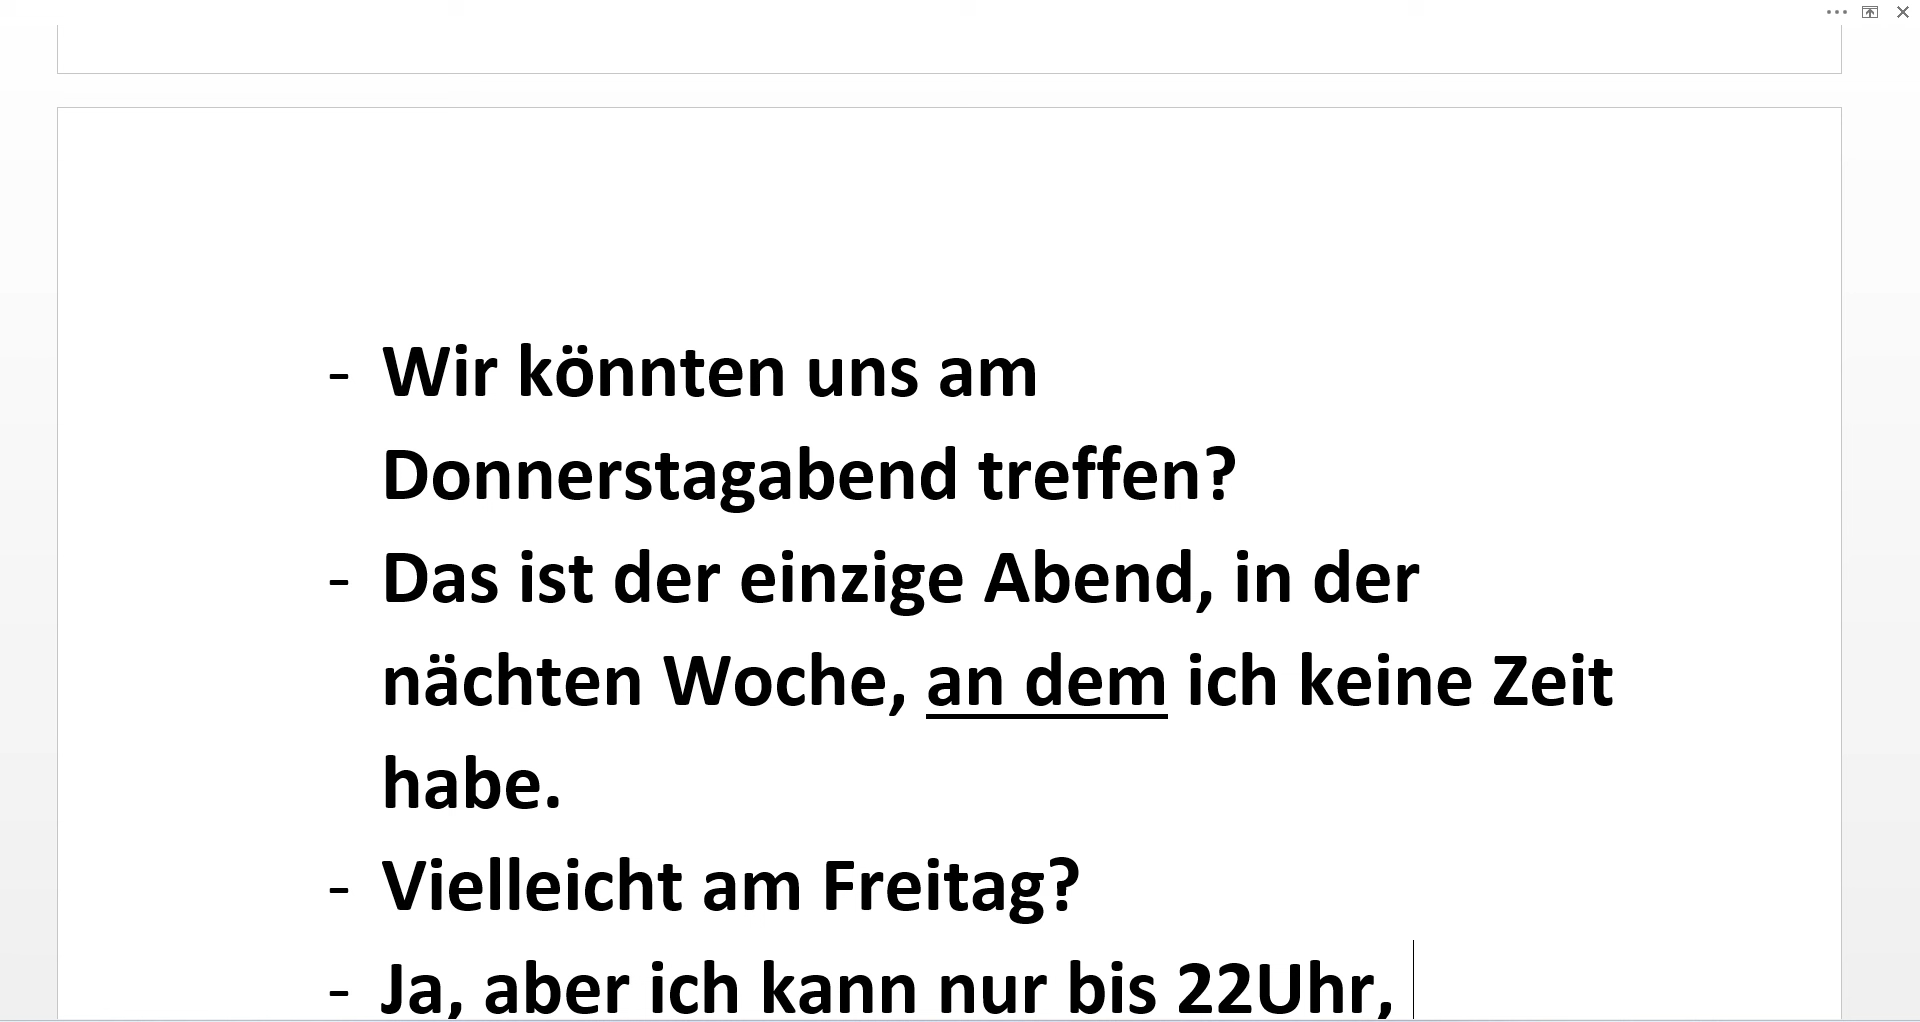 - Wir könnten uns am
Donnerstagabend treffen?
- Das ist der einzige Abend, in der
nächten Woche, an dem ich keine Zeit
habe.
- Vielleicht am Freitag?
- Ja, aber ich kann nur bis 22Uhr,